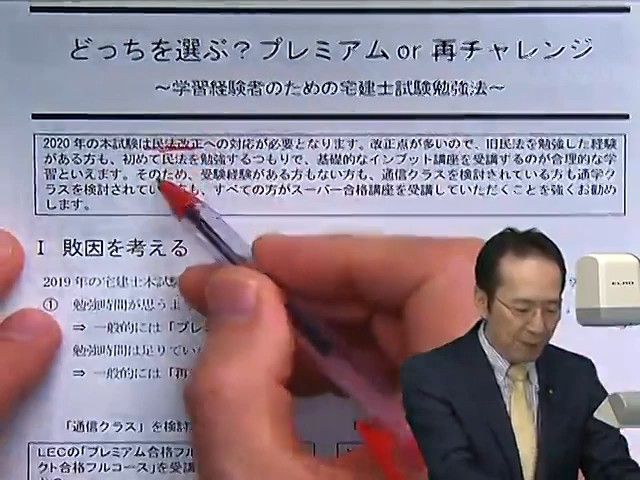 どっちを選ぶ？プレミアム or 再チャレンジ
～学習経験者のための宅建士試験勉強法～
2020年の本試験は民法改正への対応が必要となります。改正点が多いので、旧民法を勉強した経験
がある方も、初めて民法を勉強するつもりで、基礎的なインプット講座を受講するのが合理的な学
習といえます。そのため、受験経験がある方もない方も、通信クラスを検討されている方も通学ク
ラスを検討されてい も、すべての方がスーパー合格講座を受講していただくことを強くお勧め
します。
Ⅰ 敗因を考える
2019年の宅建士本試験
① 勉強時間が思うよ
⇒ 一般的には「プレ
勉強時間は足りてい
⇒ 一般的には「再
「通信クラス」を検討
LECの「プレミアム合格フル
クト合格フルコース」を受講
ELMO